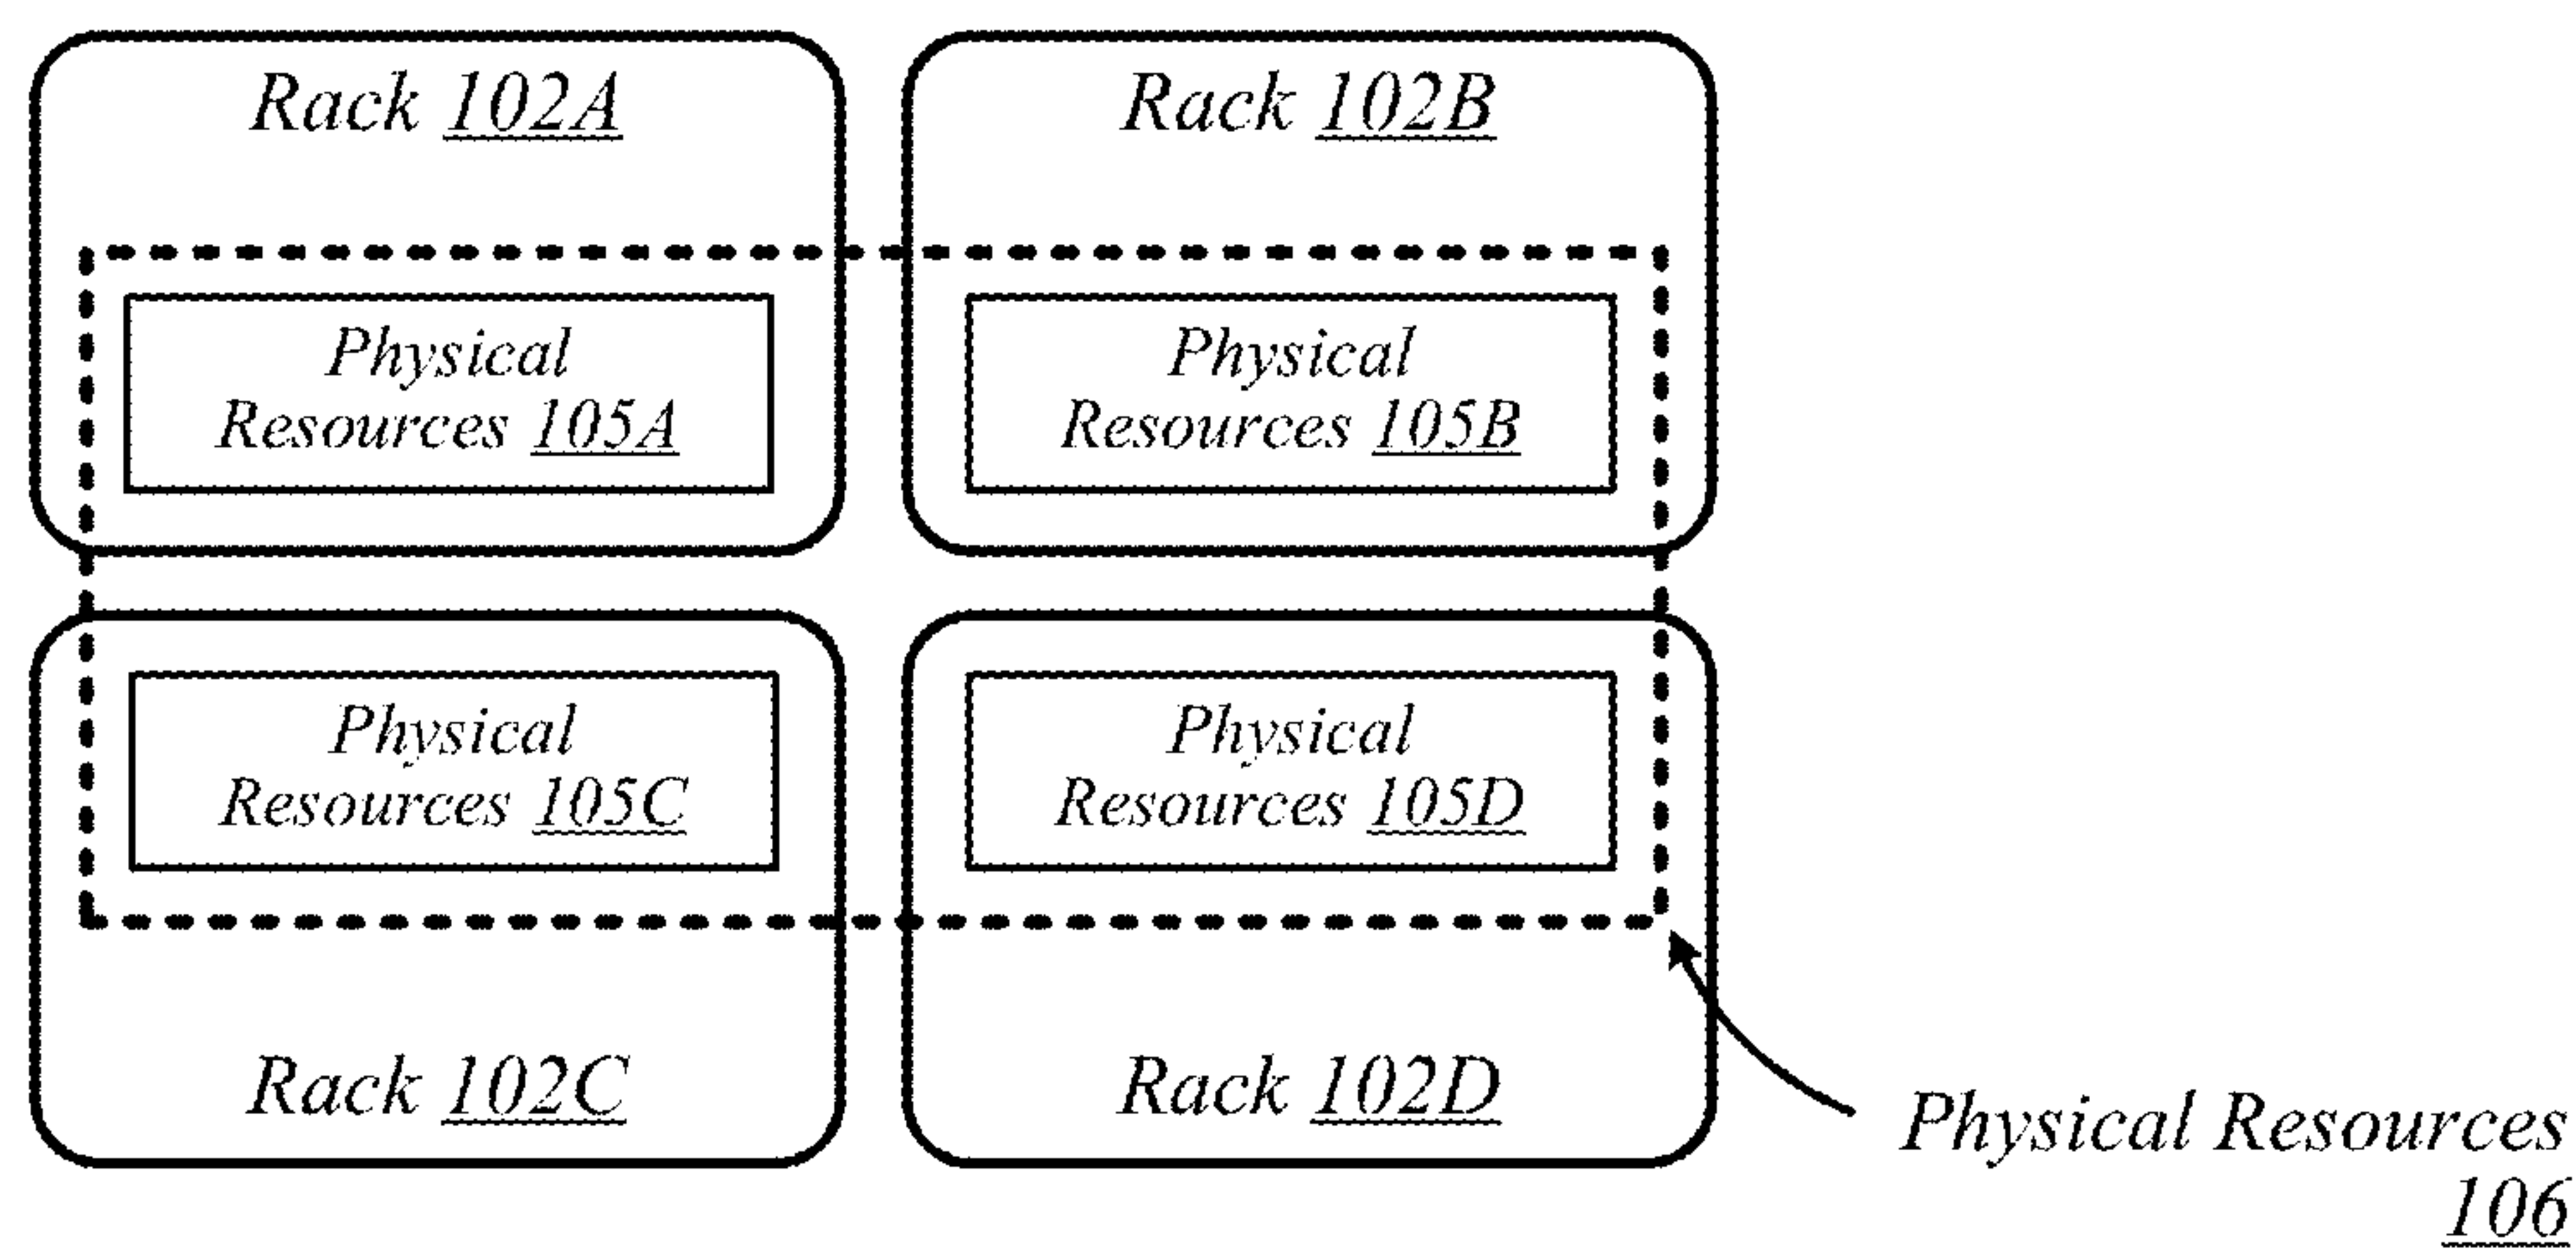 Rack 102A
Rack 102B
Physical
Resources 105A
Physical
Resources 105B
Physical
Resources 105C
Physical
Resources 105D
Rack 102C
Rack 102D
Physical Resources
106